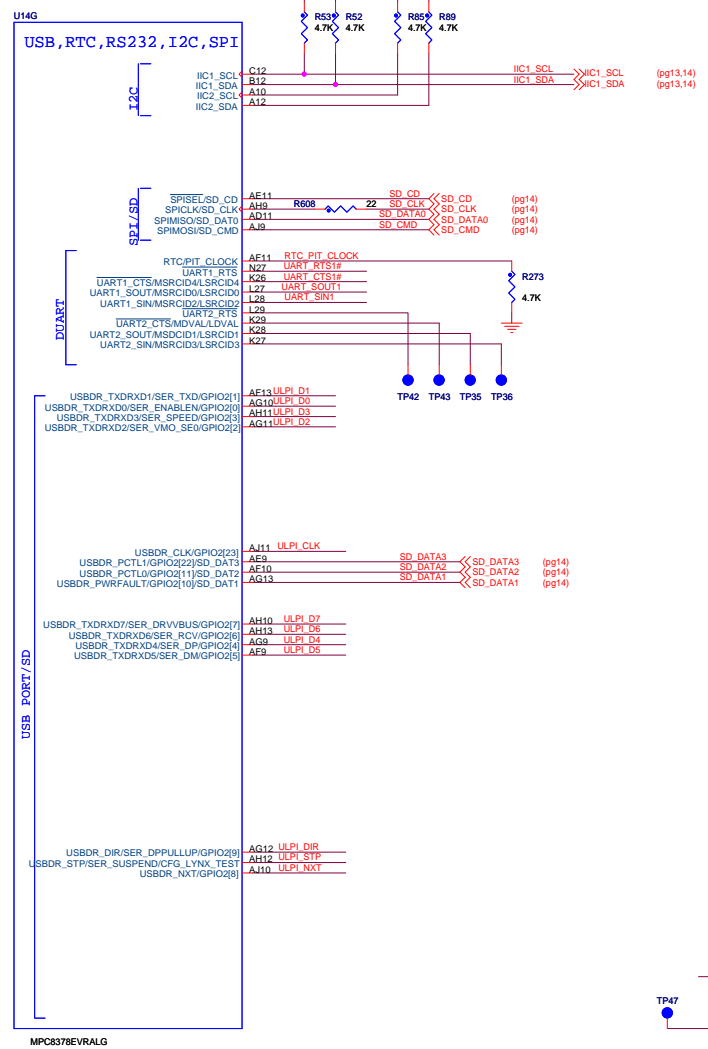 U14G
R53 R52 R85 R89
4.7K 4.7K 4.7K 4.7K
USB,RTC,RS232,I2C,SPI
I2C
IIC1_SCL C12 IIC1_SCL IIC1_SCL (pg13,14)
IIC1_SDA B12 IIC1_SDA IIC1_SDA (pg13,14)
IIC2_SCL A10
IIC2_SDA A12
SPI/SD
SPISEL/SD_CD AE11 SD_CD SD_CD (pg14)
SPICLK/SD_CLK AH9 R608 22 SD_CLK SD_CLK (pg14)
SPIMISO/SD_DAT0 AD11 SD_DATA0 SD_DATA0 (pg14)
SPIMOSI/SD_CMD AJ9 SD_CMD SD_CMD (pg14)
DUART
RTC/PIT_CLOCK AF11 RTC_PIT_CLOCK
UART1_RTS N27 UART_RTS1#
UART1_CTS/MSRCID4/LSRCID4 K26 UART_CTS1#
UART1_SOUT/MSRCID0/LSRCID0 L27 UART_SOUT1
UART1_SIN/MSRCID2/LSRCID2 L28 UART_SIN1
UART2_RTS L29
UART2_CTS/MDVAL/LDVAL K29
UART2_SOUT/MSDCID1/LSRCID1 K28
UART2_SIN/MSRCID3/LSRCID3 K27
R273
4.7K
TP42 TP43 TP35 TP36
USB PORT/SD
USBDR_TXDRXD1/SER_TXD/GPIO2[1] AF13 ULPI_D1
USBDR_TXDRXD0/SER_ENABLEN/GPIO2[0] AG10 ULPI_D0
USBDR_TXDRXD3/SER_SPEED/GPIO2[3] AH11 ULPI_D3
USBDR_TXDRXD2/SER_VMO_SE0/GPIO2[2] AG11 ULPI_D2
USBDR_CLK/GPIO2[23] AJ11 ULPI_CLK
USBDR_PCTL1/GPIO2[22]/SD_DAT3 AE9 SD_DATA3 SD_DATA3 (pg14)
USBDR_PCTL0/GPIO2[11]/SD_DAT2 AF10 SD_DATA2 SD_DATA2 (pg14)
USBDR_PWRFAULT/GPIO2[10]/SD_DAT1 AG13 SD_DATA1 SD_DATA1 (pg14)
USBDR_TXDRXD7/SER_DRVVBUS/GPIO2[7] AH10 ULPI_D7
USBDR_TXDRXD6/SER_RCV/GPIO2[6] AH13 ULPI_D6
USBDR_TXDRXD4/SER_DP/GPIO2[4] AG9 ULPI_D4
USBDR_TXDRXD5/SER_DM/GPIO2[5] AF9 ULPI_D5
USBDR_DIR/SER_DPPULLUP/GPIO2[9] AG12 ULPI_DIR
USBDR_STP/SER_SUSPEND/CFG_LYNX_TEST AH12 ULPI_STP
USBDR_NXT/GPIO2[8] AJ10 ULPI_NXT
TP47
MPC8378EVRALG